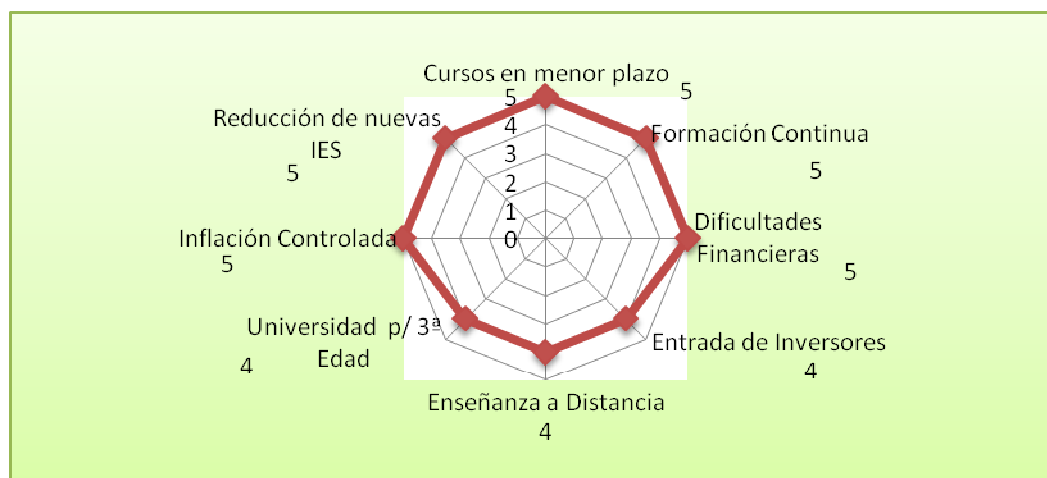 Cursos en menor plazo
5
5
4
3
2
1
0
Formación Continua
5
Dificultades
Financieras
5
Entrada de Inversores
4
Enseñanza a Distancia
4
Universidad p/ 3ª
Edad
4
Inflación Controlada
5
Reducción de nuevas
IES
5